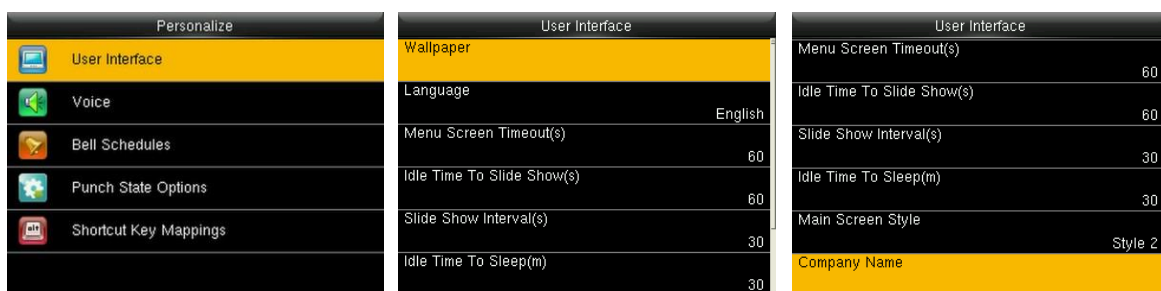 Personalize
User Interface
Voice
Bell Schedules
Punch State Options
alt
Shortcut Key Mappings
User Interface
Wallpaper
Language
English
Menu Screen Timeout(s)
60
Idle Time To Slide Show(s)
60
Slide Show Interval(s)
30
Idle Time To Sleep(m)
30
User Interface
Menu Screen Timeout(s)
60
Idle Time To Slide Show(s)
60
Slide Show Interval(s)
30
Idle Time To Sleep(m)
30
Main Screen Style
Style 2
Company Name